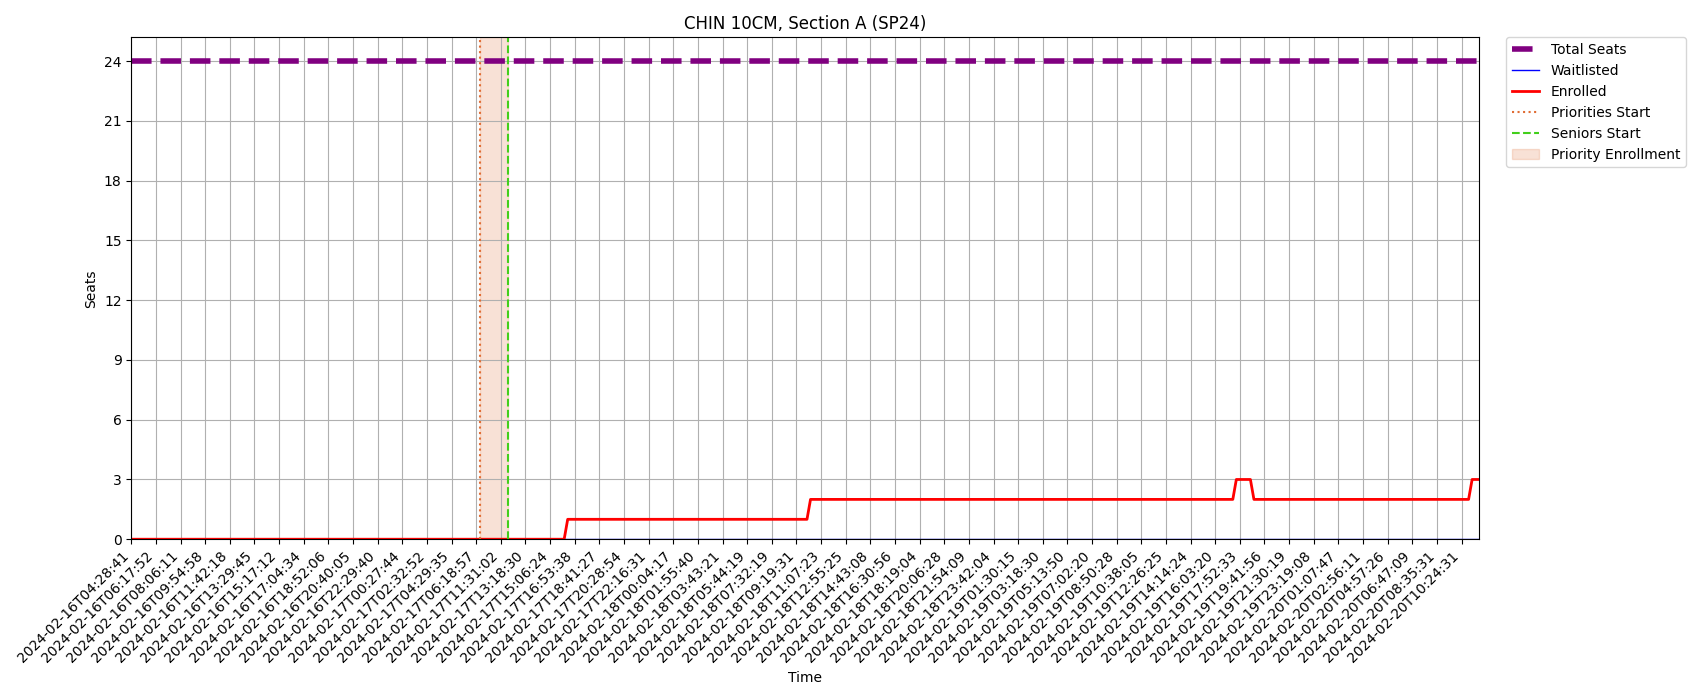 CHIN 10CM, Section A (SP24)
Total Seats
Waitlisted
Enrolled
Priorities Start
Seniors Start
Priority Enrollment
Seats
24
21
18
15
12
9
6
3
0
2024-02-16T04:28:41
2024-02-16T06:17:52
2024-02-16T08:06:11
2024-02-16T09:54:58
2024-02-16T11:42:18
2024-02-16T13:29:45
2024-02-16T15:17:12
2024-02-16T17:04:34
2024-02-16T18:52:06
2024-02-16T20:40:05
2024-02-16T22:29:40
2024-02-17T00:27:44
2024-02-17T02:32:52
2024-02-17T04:29:35
2024-02-17T06:18:57
2024-02-17T11:31:02
2024-02-17T13:18:30
2024-02-17T15:06:24
2024-02-17T16:53:38
2024-02-17T18:41:27
2024-02-17T20:28:54
2024-02-17T22:16:31
2024-02-18T00:04:17
2024-02-18T01:55:40
2024-02-18T03:43:21
2024-02-18T05:44:19
2024-02-18T07:32:19
2024-02-18T09:19:31
2024-02-18T11:07:23
2024-02-18T12:55:25
2024-02-18T14:43:08
2024-02-18T16:30:56
2024-02-18T18:19:04
2024-02-18T20:06:28
2024-02-18T21:54:09
2024-02-18T23:42:04
2024-02-19T01:30:15
2024-02-19T03:18:30
2024-02-19T05:13:50
2024-02-19T07:02:20
2024-02-19T08:50:28
2024-02-19T10:38:05
2024-02-19T12:26:25
2024-02-19T14:14:24
2024-02-19T16:03:20
2024-02-19T17:52:33
2024-02-19T19:41:56
2024-02-19T21:30:19
2024-02-19T23:19:08
2024-02-20T01:07:47
2024-02-20T02:56:11
2024-02-20T04:57:26
2024-02-20T06:47:09
2024-02-20T08:35:31
2024-02-20T10:24:31
Time